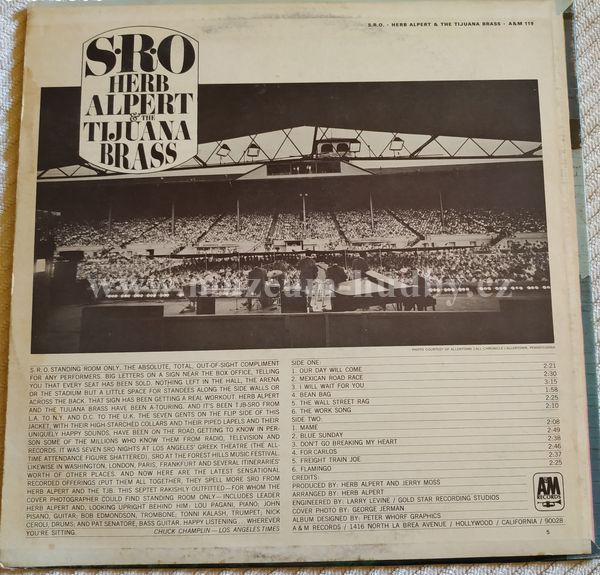 S.R.O. · HERB ALPERT & THE TIJUANA BRASS · A&M 119
S·R·O
HERB
ALPERT
& THE
TIJUANA
BRASS
www.muzeum-hudby.cz
PHOTO COURTESY OF ALLENTOWN CALL CHRONICLE / ALLENTOWN, PENNSYLVANIA
S.R.O. STANDING ROOM ONLY. THE ABSOLUTE, TOTAL, OUT-OF-SIGHT COMPLIMENT
FOR ANY PERFORMERS. BIG LETTERS ON A SIGN NEAR THE BOX OFFICE, TELLING
YOU THAT EVERY SEAT HAS BEEN SOLD. NOTHING LEFT IN THE HALL, THE ARENA
OR THE STADIUM BUT A LITTLE SPACE FOR STANDEES ALONG THE SIDE WALLS OR
ACROSS THE BACK. THAT SIGN HAS BEEN GETTING A REAL WORKOUT. HERB ALPERT
AND THE TIJUANA BRASS HAVE BEEN A-TOURING. AND IT'S BEEN TJB-SRO FROM
L.A. TO N.Y. AND D.C. TO THE U.K. THE SEVEN GENTS ON THE FLIP SIDE OF THIS
JACKET, WITH THEIR HIGH-STARCHED COLLARS AND THEIR PIPED LAPELS AND THEIR
UNIQUELY HAPPY SOUNDS, HAVE BEEN ON THE ROAD, GETTING TO KNOW IN PER-
SON SOME OF THE MILLIONS WHO KNOW THEM FROM RADIO, TELEVISION AND
RECORDS. IT WAS SEVEN SRO NIGHTS AT LOS ANGELES' GREEK THEATRE (THE ALL-
TIME ATTENDANCE FIGURE SHATTERED), SRO AT THE FOREST HILLS MUSIC FESTIVAL.
LIKEWISE IN WASHINGTON, LONDON, PARIS, FRANKFURT AND SEVERAL ITINERARIES'
WORTH OF OTHER PLACES. AND NOW HERE ARE THE LATEST SENSATIONAL
RECORDED OFFERINGS (PUT THEM ALL TOGETHER, THEY SPELL MORE SRO) FROM
HERB ALPERT AND THE TJB. THIS SEPTET RAKISHLY-OUTFITTED—FOR WHOM THE
COVER PHOTOGRAPHER COULD FIND STANDING ROOM ONLY—INCLUDES LEADER
HERB ALPERT AND, LOOKING UPRIGHT BEHIND HIM: LOU PAGANI, PIANO; JOHN
PISANO, GUITAR; BOB EDMONDSON, TROMBONE; TONNI KALASH, TRUMPET; NICK
CEROLI, DRUMS; AND PAT SENATORE, BASS GUITAR. HAPPY LISTENING... WHEREVER
YOU'RE SITTING.
CHUCK CHAMPLIN—LOS ANGELES TIMES
SIDE ONE:
1. OUR DAY WILL COME 2:21
2. MEXICAN ROAD RACE 2:30
3. I WILL WAIT FOR YOU 3:15
4. BEAN BAG 1:58
5. THE WALL STREET RAG 2:25
6. THE WORK SONG 2:10
SIDE TWO:
1. MAME 2:08
2. BLUE SUNDAY 2:49
3. DON'T GO BREAKING MY HEART 2:38
4. FOR CARLOS 2:46
5. FREIGHT TRAIN JOE 2:37
6. FLAMINGO 2:25
CREDITS:
PRODUCED BY: HERB ALPERT AND JERRY MOSS
ARRANGED BY: HERB ALPERT
ENGINEERED BY: LARRY LEVINE / GOLD STAR RECORDING STUDIOS
COVER PHOTO BY: GEORGE JERMAN
ALBUM DESIGNED BY: PETER WHORF GRAPHICS
A & M RECORDS / 1416 NORTH LA BREA AVENUE / HOLLYWOOD / CALIFORNIA / 90028
A&M
RECORDS
5